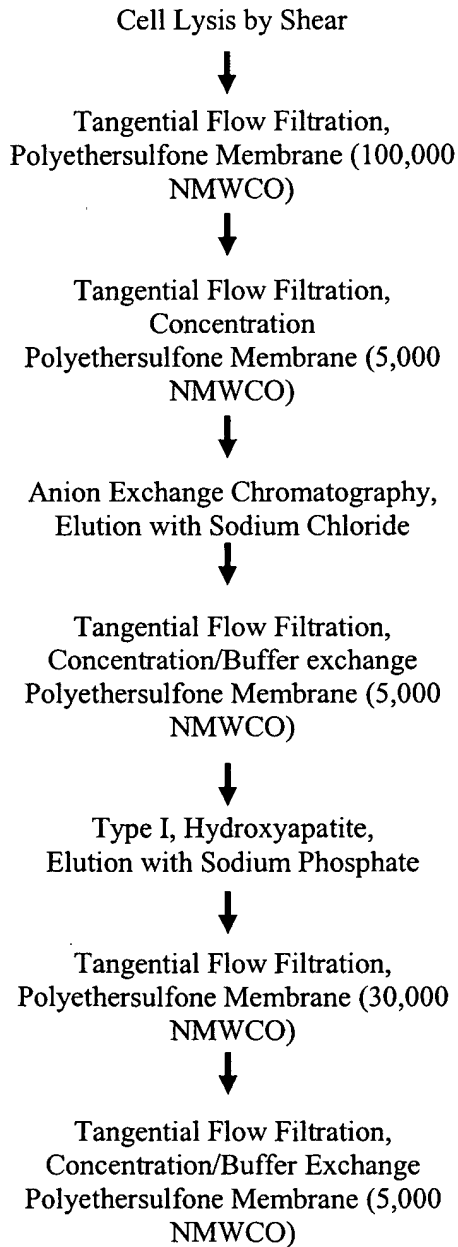 Cell Lysis by Shear
Tangential Flow Filtration,
Polyethersulfone Membrane (100,000
NMWCO)
Tangential Flow Filtration,
Concentration
Polyethersulfone Membrane (5,000
NMWCO)
Anion Exchange Chromatography,
Elution with Sodium Chloride
Tangential Flow Filtration,
Concentration/Buffer exchange
Polyethersulfone Membrane (5,000
NMWCO)
Type I, Hydroxyapatite,
Elution with Sodium Phosphate
Tangential Flow Filtration,
Polyethersulfone Membrane (30,000
NMWCO)
Tangential Flow Filtration,
Concentration/Buffer Exchange
Polyethersulfone Membrane (5,000
NMWCO)